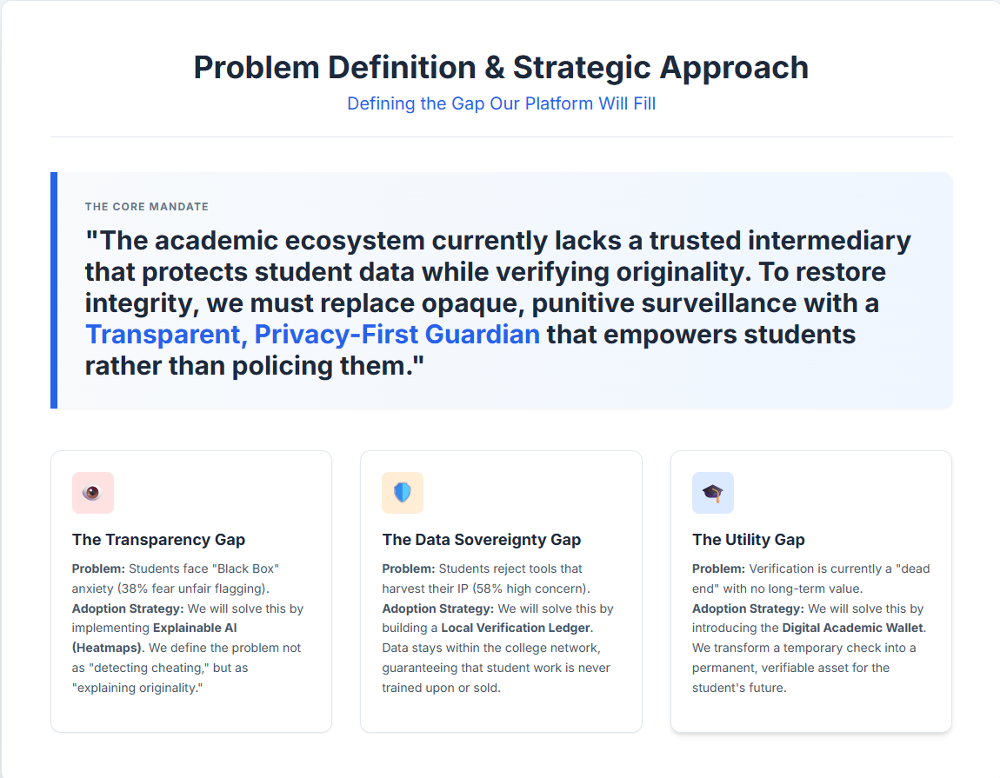 Problem Definition & Strategic Approach
Defining the Gap Our Platform Will Fill
THE CORE MANDATE
"The academic ecosystem currently lacks a trusted intermediary
that protects student data while verifying originality. To restore
integrity, we must replace opaque, punitive surveillance with a
Transparent, Privacy-First Guardian that empowers students
rather than policing them."
The Transparency Gap
Problem: Students face "Black Box"
anxiety (38% fear unfair flagging).
Adoption Strategy: We will solve this by
implementing Explainable AI
(Heatmaps). We define the problem not
as "detecting cheating," but as
"explaining originality."
The Data Sovereignty Gap
Problem: Students reject tools that
harvest their IP (58% high concern).
Adoption Strategy: We will solve this by
building a Local Verification Ledger.
Data stays within the college network,
guaranteeing that student work is never
trained upon or sold.
The Utility Gap
Problem: Verification is currently a "dead
end" with no long-term value.
Adoption Strategy: We will solve this by
introducing the Digital Academic Wallet.
We transform a temporary check into a
permanent, verifiable asset for the
student's future.